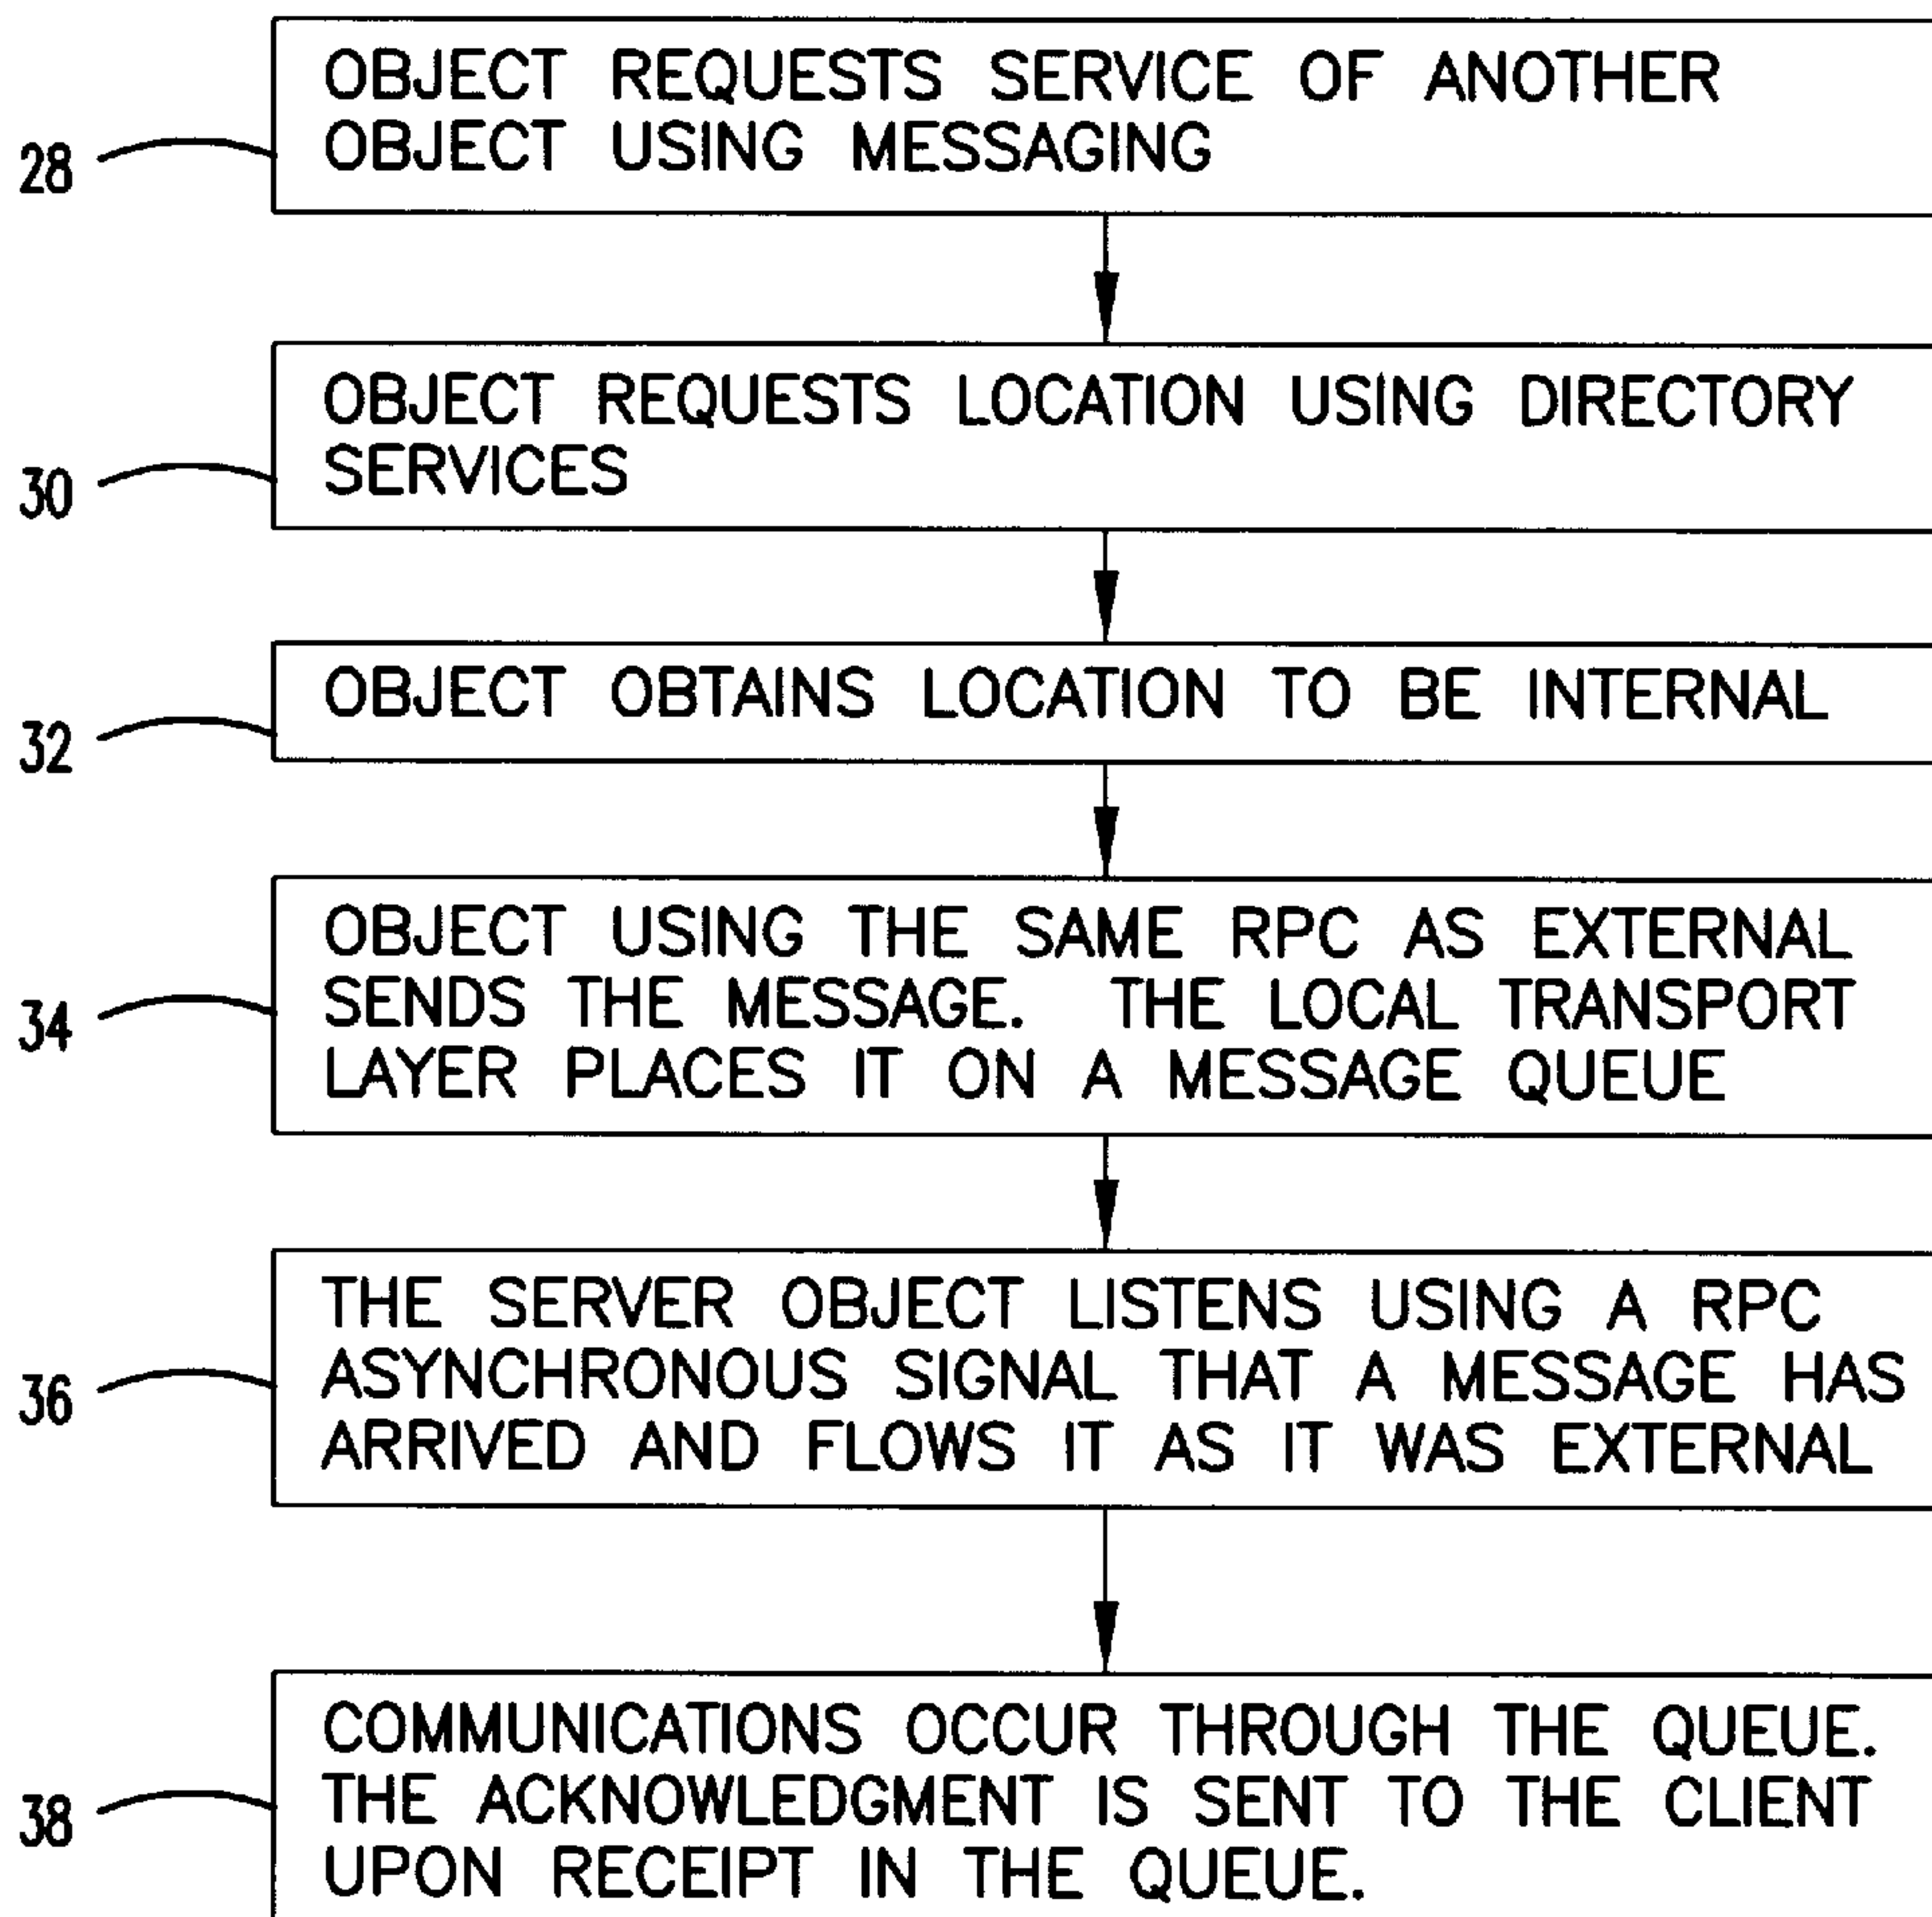 OBJECT REQUESTS SERVICE OF ANOTHER
OBJECT USING MESSAGING
28
OBJECT REQUESTS LOCATION USING DIRECTORY
SERVICES
30
OBJECT OBTAINS LOCATION TO BE INTERNAL
32
OBJECT USING THE SAME RPC AS EXTERNAL
SENDS THE MESSAGE. THE LOCAL TRANSPORT
LAYER PLACES IT ON A MESSAGE QUEUE
34
THE SERVER OBJECT LISTENS USING A RPC
ASYNCHRONOUS SIGNAL THAT A MESSAGE HAS
ARRIVED AND FLOWS IT AS IT WAS EXTERNAL
36
COMMUNICATIONS OCCUR THROUGH THE QUEUE.
THE ACKNOWLEDGMENT IS SENT TO THE CLIENT
UPON RECEIPT IN THE QUEUE.
38